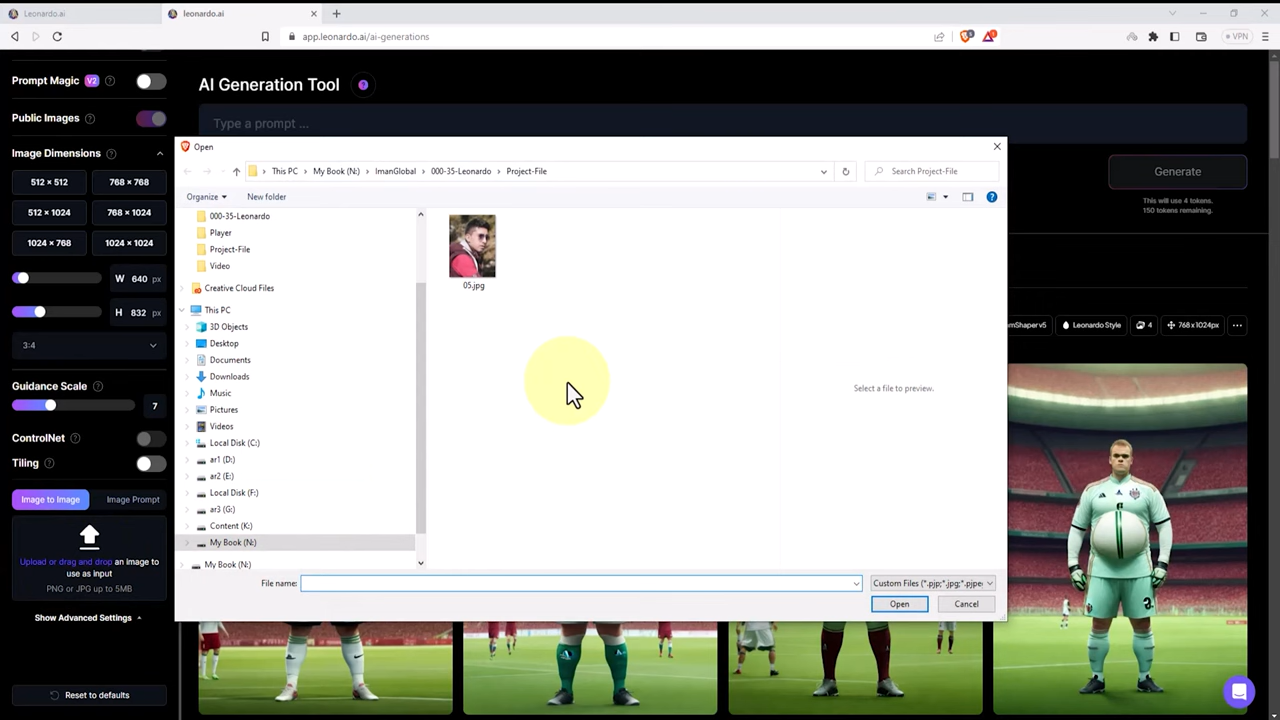 Leonardo.ai
leonardo.ai
app.leonardo.ai/ai-generations
VPN
Prompt Magic V2
Public Images
Image Dimensions
512 × 512
768 × 768
512 × 1024
768 × 1024
1024 × 768
1024 × 1024
W 640 px
H 832 px
3:4
Guidance Scale
7
ControlNet
Tiling
Image to Image
Image Prompt
Upload or drag and drop an image to
use as input
PNG or JPG up to 5MB
Show Advanced Settings
Reset to defaults
AI Generation Tool
Type a prompt ...
Generate
This will use 4 tokens.
150 tokens remaining.
Leonardo Style
4
768 × 1024px
Open
This PC
My Book (N:)
ImanGlobal
000-35-Leonardo
Project-File
Search Project-File
Organize
New folder
000-35-Leonardo
Player
Project-File
Video
Creative Cloud Files
This PC
3D Objects
Desktop
Documents
Downloads
Music
Pictures
Videos
Local Disk (C:)
ar1 (D:)
ar2 (E:)
Local Disk (F:)
ar3 (G:)
Content (K:)
My Book (N:)
My Book (N:)
05.jpg
Select a file to preview.
File name:
Custom Files (*.pjp;*.jpg;*.pjpe
Open
Cancel